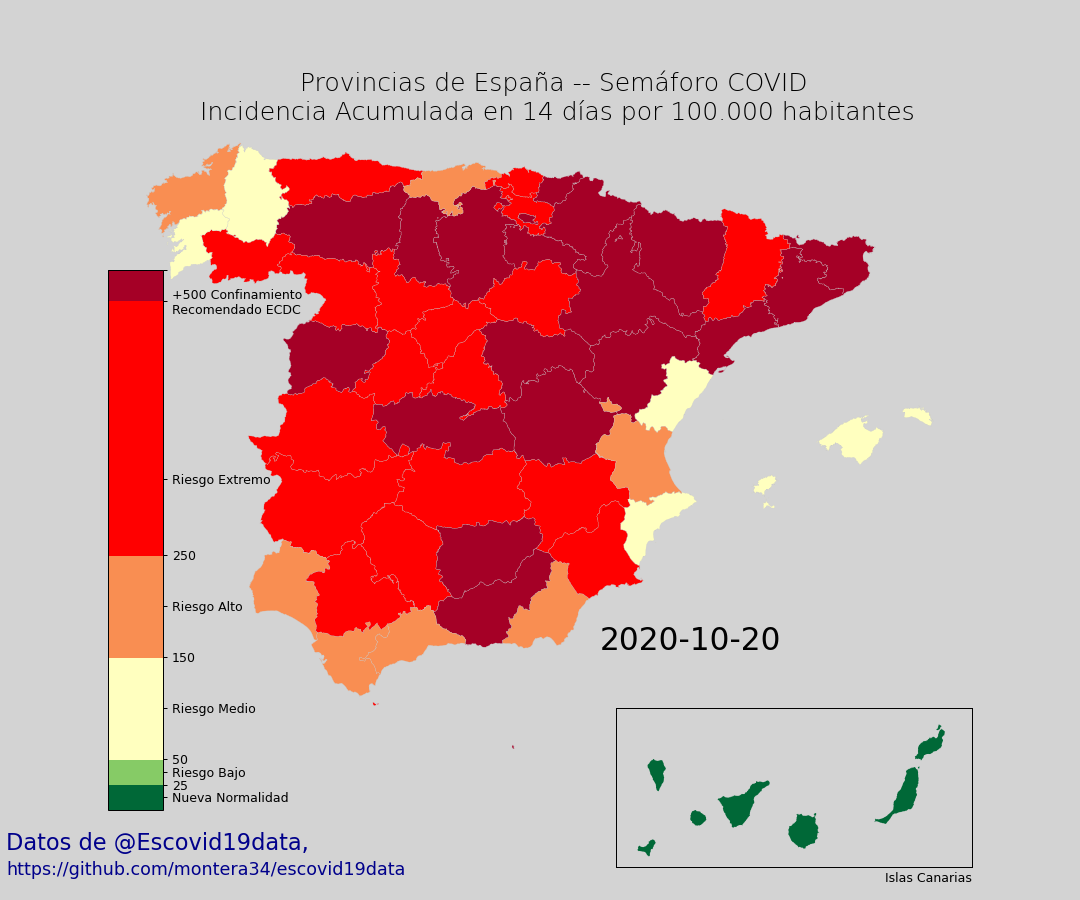 Provincias de España -- Semáforo COVID
Incidencia Acumulada en 14 días por 100.000 habitantes
+500 Confinamiento
Recomendado ECDC
Riesgo Extremo
250
Riesgo Alto
150
Riesgo Medio
50
Riesgo Bajo
25
Nueva Normalidad
2020-10-20
Islas Canarias
Datos de @Escovid19data,
https://github.com/montera34/escovid19data